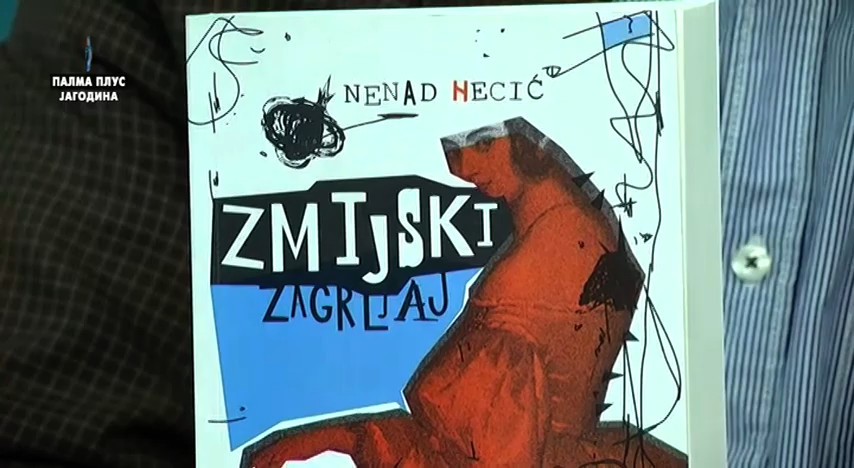 ПАЛМА ПЛУС
ЈАГОДИНА
NENAD NECIĆ
ZMIJSKI
ZAGRLJAJ